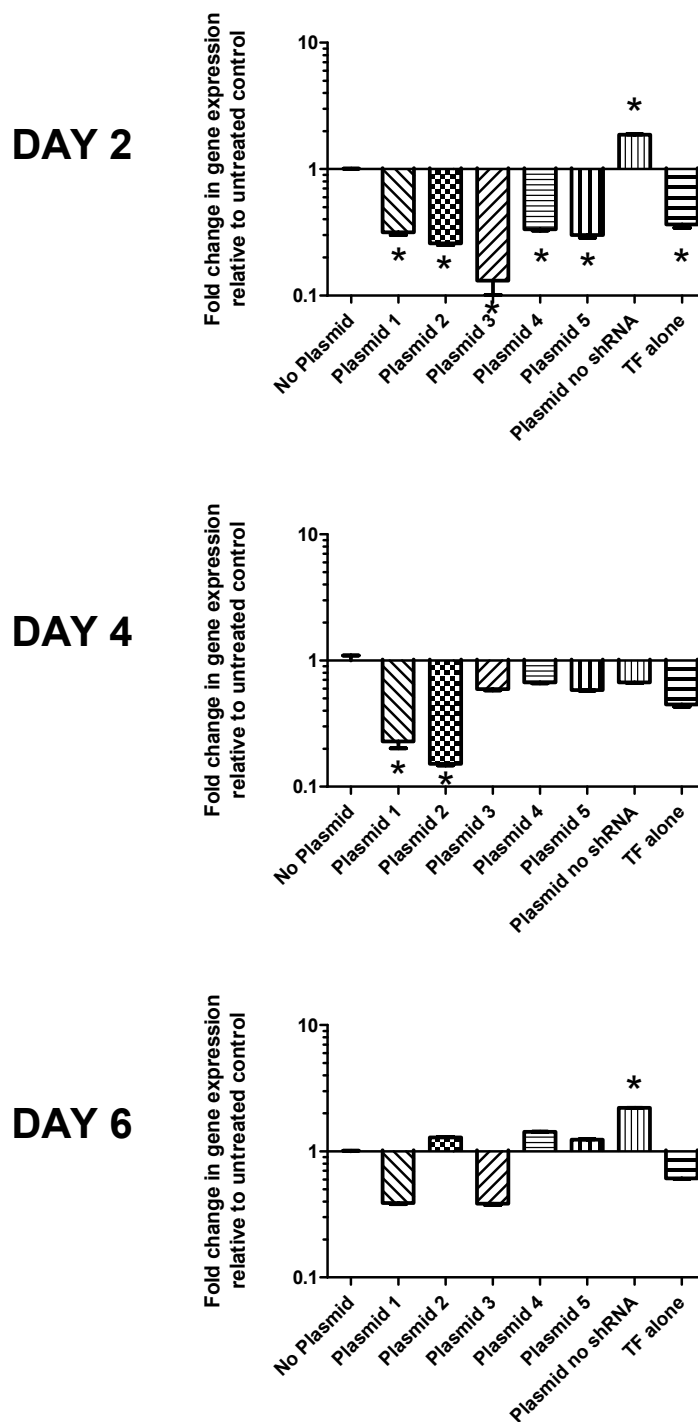 DAY 2
Fold change in gene expression
relative to untreated control
10
1
0.1
*
*
*
*
*
*
*
No Plasmid
Plasmid 1
Plasmid 2
Plasmid 3
Plasmid 4
Plasmid 5
Plasmid no shRNA
TF alone
DAY 4
Fold change in gene expression
relative to untreated control
10
1
0.1
*
*
No Plasmid
Plasmid 1
Plasmid 2
Plasmid 3
Plasmid 4
Plasmid 5
Plasmid no shRNA
TF alone
DAY 6
Fold change in gene expression
relative to untreated control
10
1
0.1
*
No Plasmid
Plasmid 1
Plasmid 2
Plasmid 3
Plasmid 4
Plasmid 5
Plasmid no shRNA
TF alone